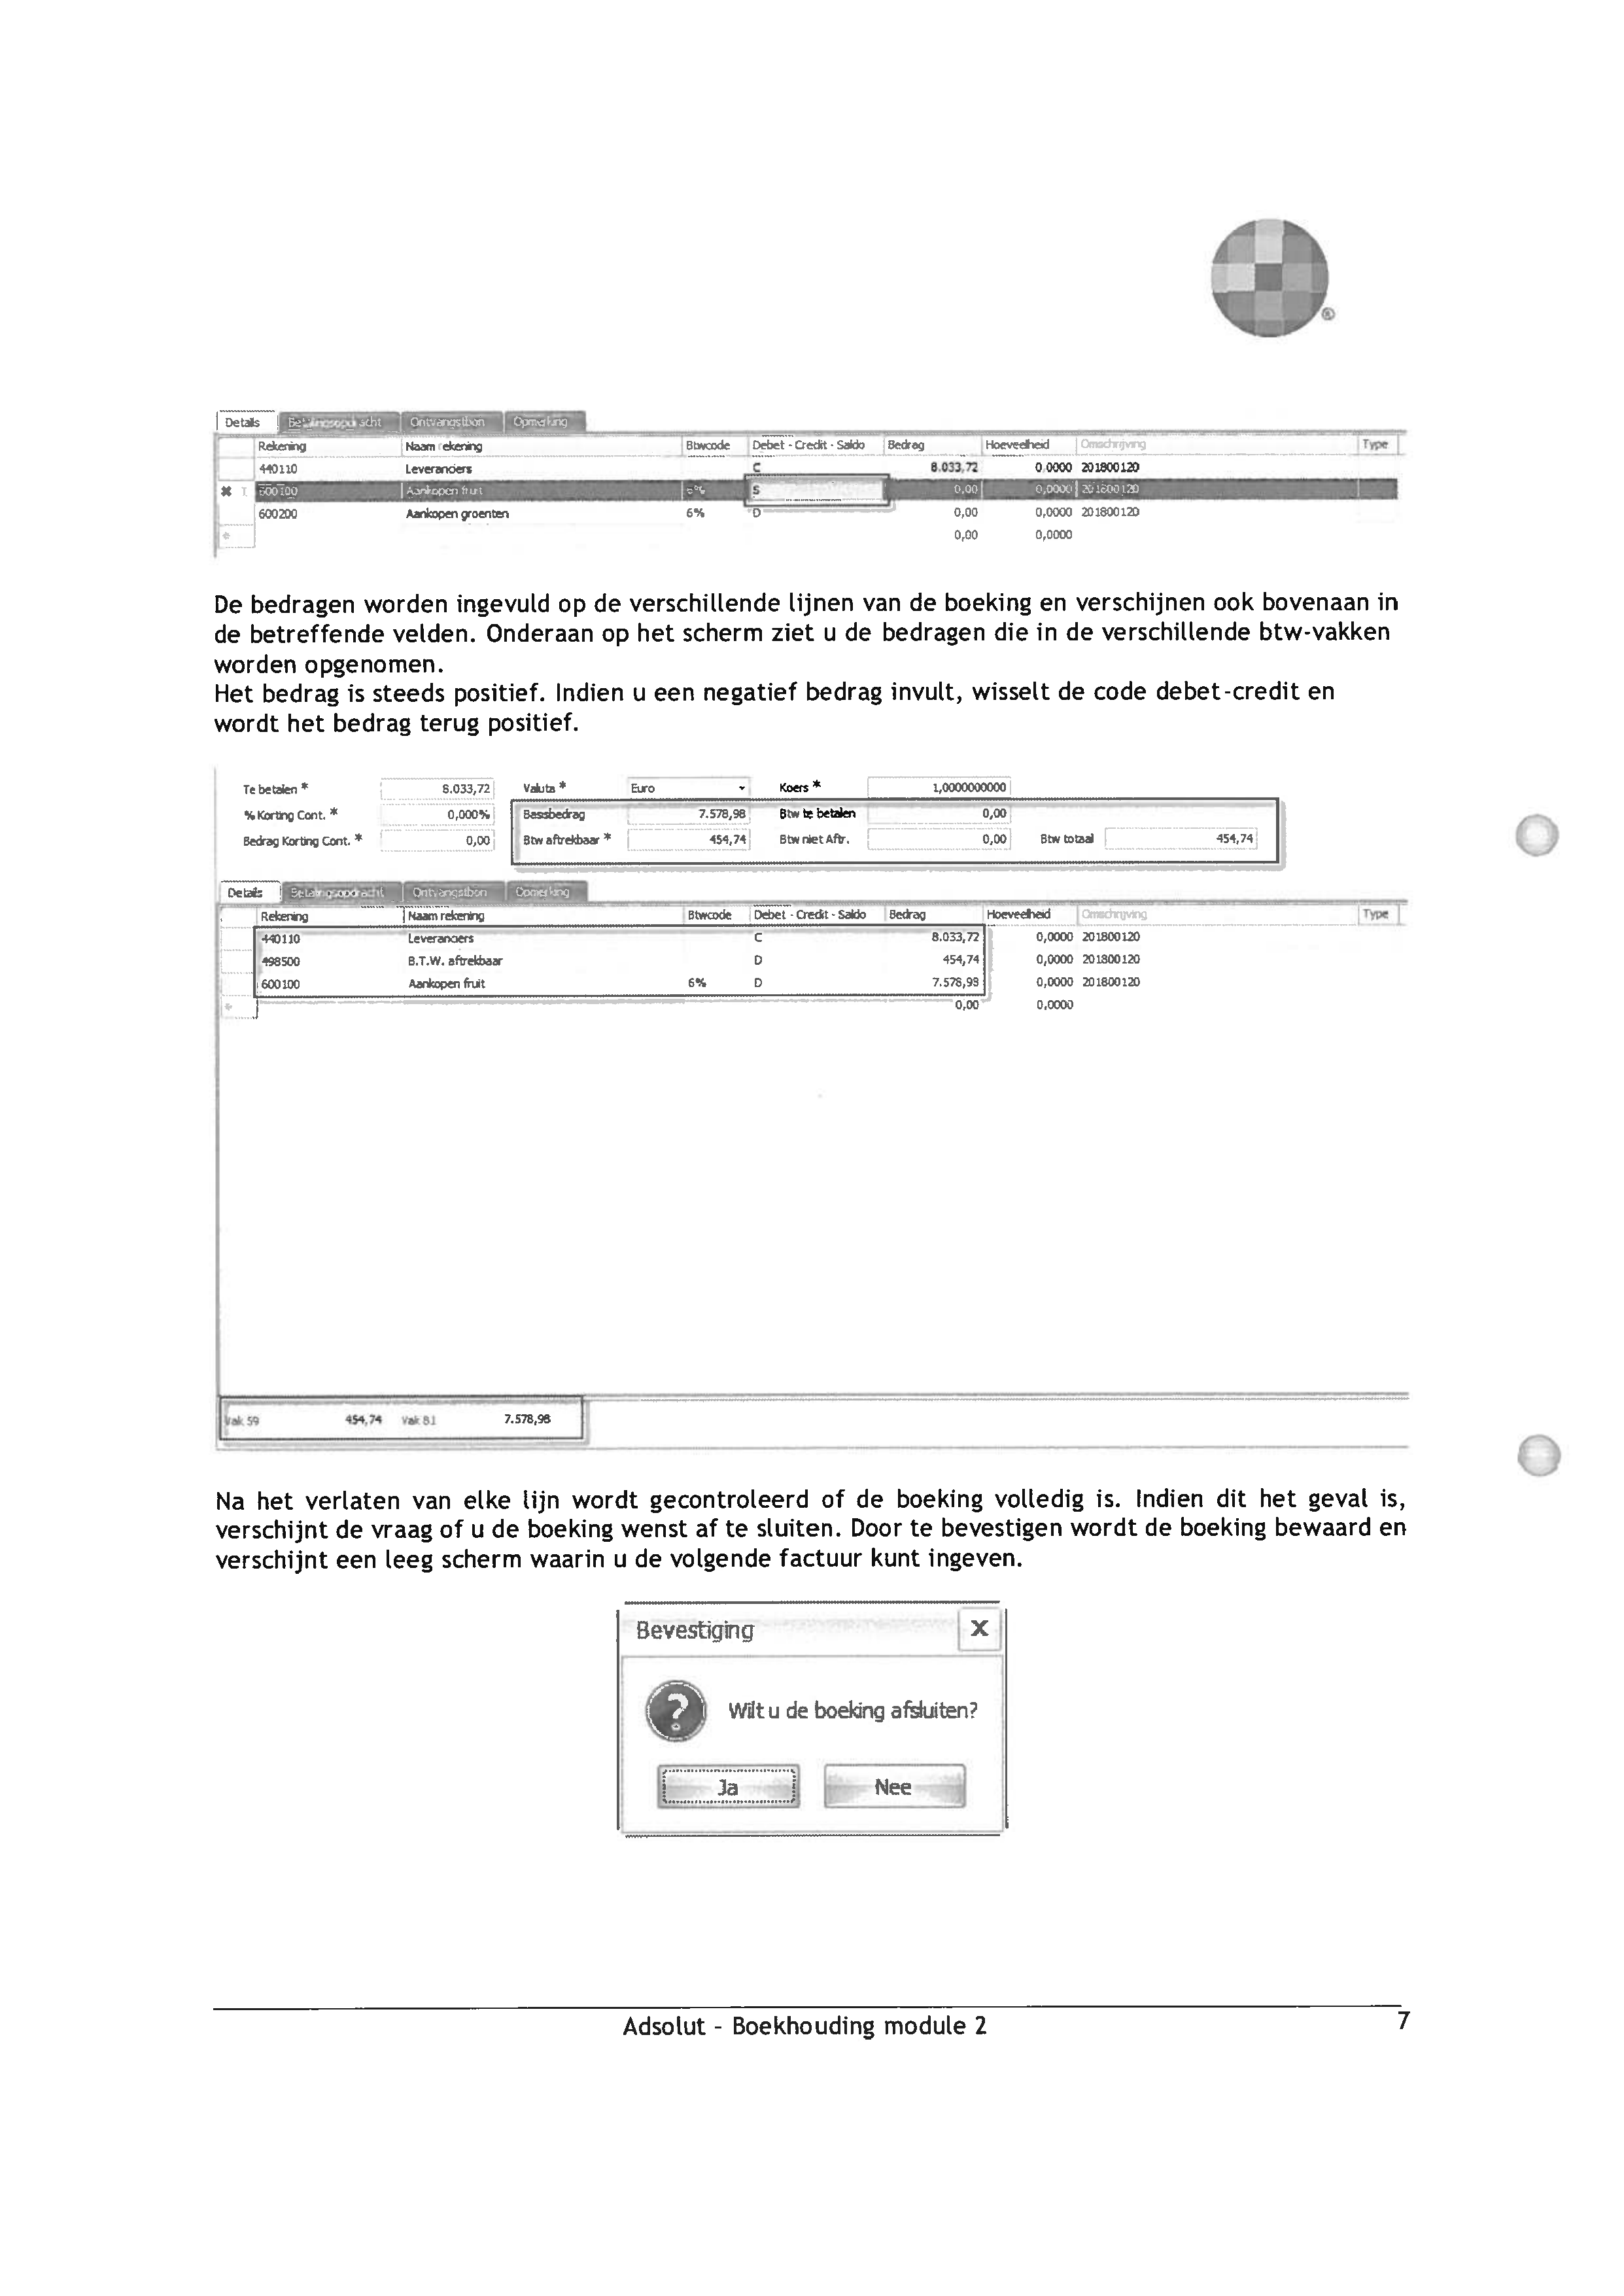 ®
Details Betalingsopdracht Ontvangstbon Opmerking
Rekening Naam rekening Btwcode Debet - Credit - Saldo Bedrag Hoeveelheid Omschrijving Type
440110 Leveranciers C 8.033,72 0,0000 201800120
600100 Aankopen fruit S 0,00 0,0000 201800120
600200 Aankopen groenten 6% D 0,00 0,0000 201800120
0,00 0,0000
De bedragen worden ingevuld op de verschillende lijnen van de boeking en verschijnen ook bovenaan in
de betreffende velden. Onderaan op het scherm ziet u de bedragen die in de verschillende btw-vakken
worden opgenomen.
Het bedrag is steeds positief. Indien u een negatief bedrag invult, wisselt de code debet-credit en
wordt het bedrag terug positief.
Te betalen * 8.033,72 Valuta * Euro Koers * 1,0000000000
% Korting Cont. * 0,000% Basisbedrag 7.578,98 Btw te betalen 0,00
Bedrag Korting Cont. * 0,00 Btw aftrekbaar * 454,74 Btw niet Aftr. 0,00 Btw totaal 454,74
Details Betalingsopdracht Ontvangstbon Opmerking
Rekening Naam rekening Btwcode Debet - Credit - Saldo Bedrag Hoeveelheid Omschrijving Type
440110 Leveranciers C 8.033,72 0,0000 201800120
498500 B.T.W. aftrekbaar D 454,74 0,0000 201800120
600100 Aankopen fruit 6% D 7.578,98 0,0000 201800120
0,00 0,0000
Vak 59 454,74 Vak 81 7.578,98
Na het verlaten van elke lijn wordt gecontroleerd of de boeking volledig is. Indien dit het geval is,
verschijnt de vraag of u de boeking wenst af te sluiten. Door te bevestigen wordt de boeking bewaard en
verschijnt een leeg scherm waarin u de volgende factuur kunt ingeven.
Bevestiging X
Wilt u de boeking afsluiten?
Ja Nee
Adsolut - Boekhouding module 2 7